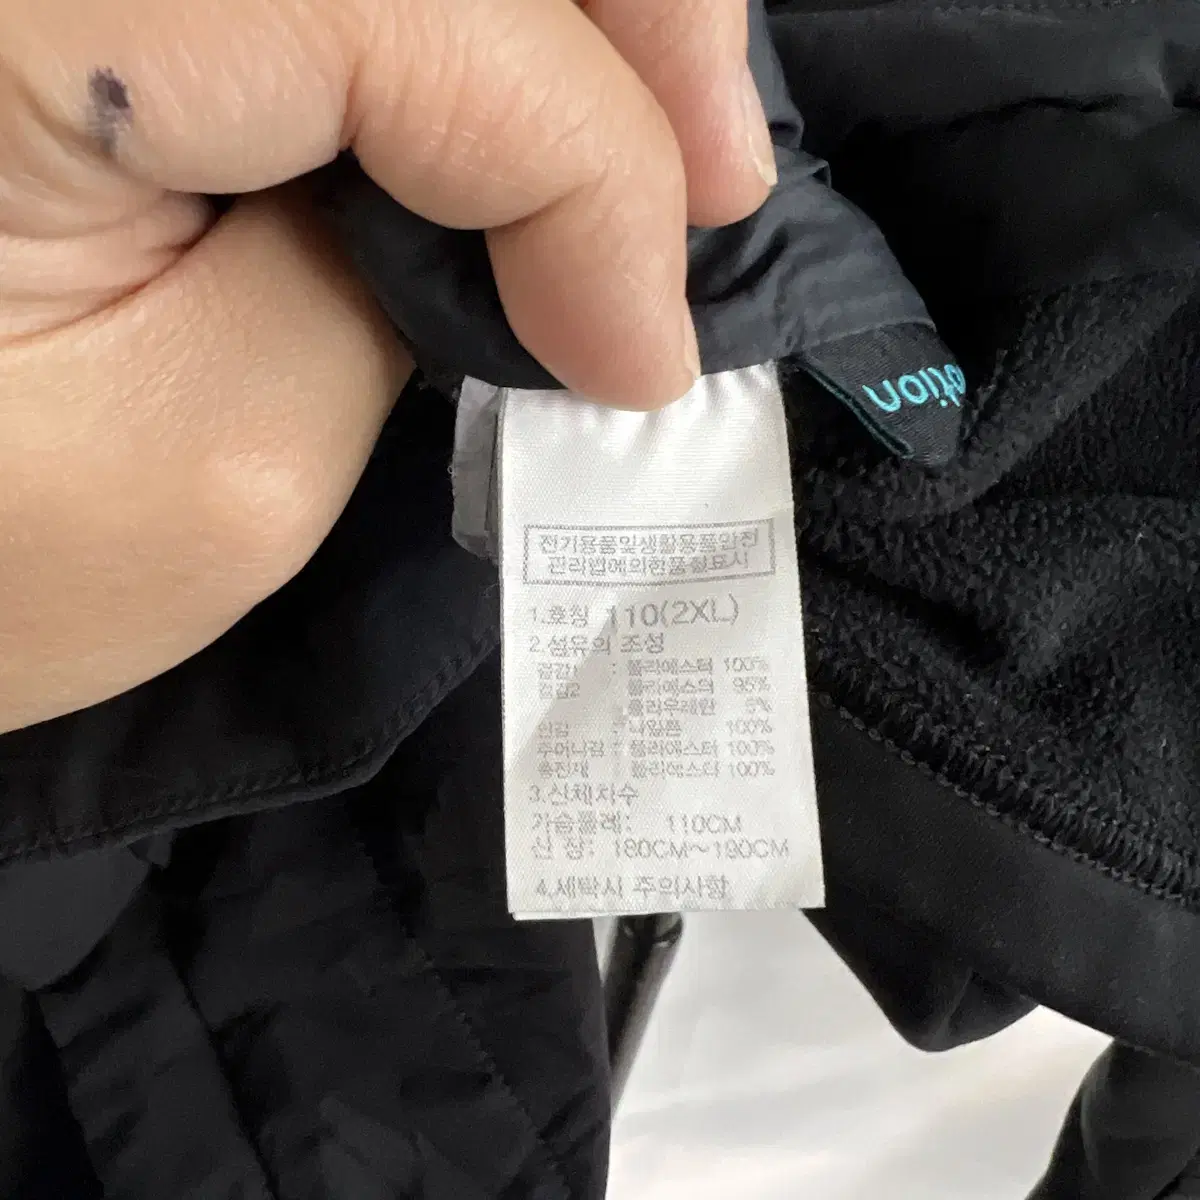 otion
전기용품및생활용품안전
관리법에의한품질표시
1.호칭 110(2XL)
2.섬유의 조성
겉감1 : 폴리에스터 100%
겉감2 폴리에스터 95%
폴리우레탄 5%
안감 : 나일론 100%
주머니감 : 폴리에스터 100%
충전재 : 폴리에스터 100%
3.신체치수
가슴둘레: 110CM
신 장: 180CM~190CM
4.세탁시 주의사항